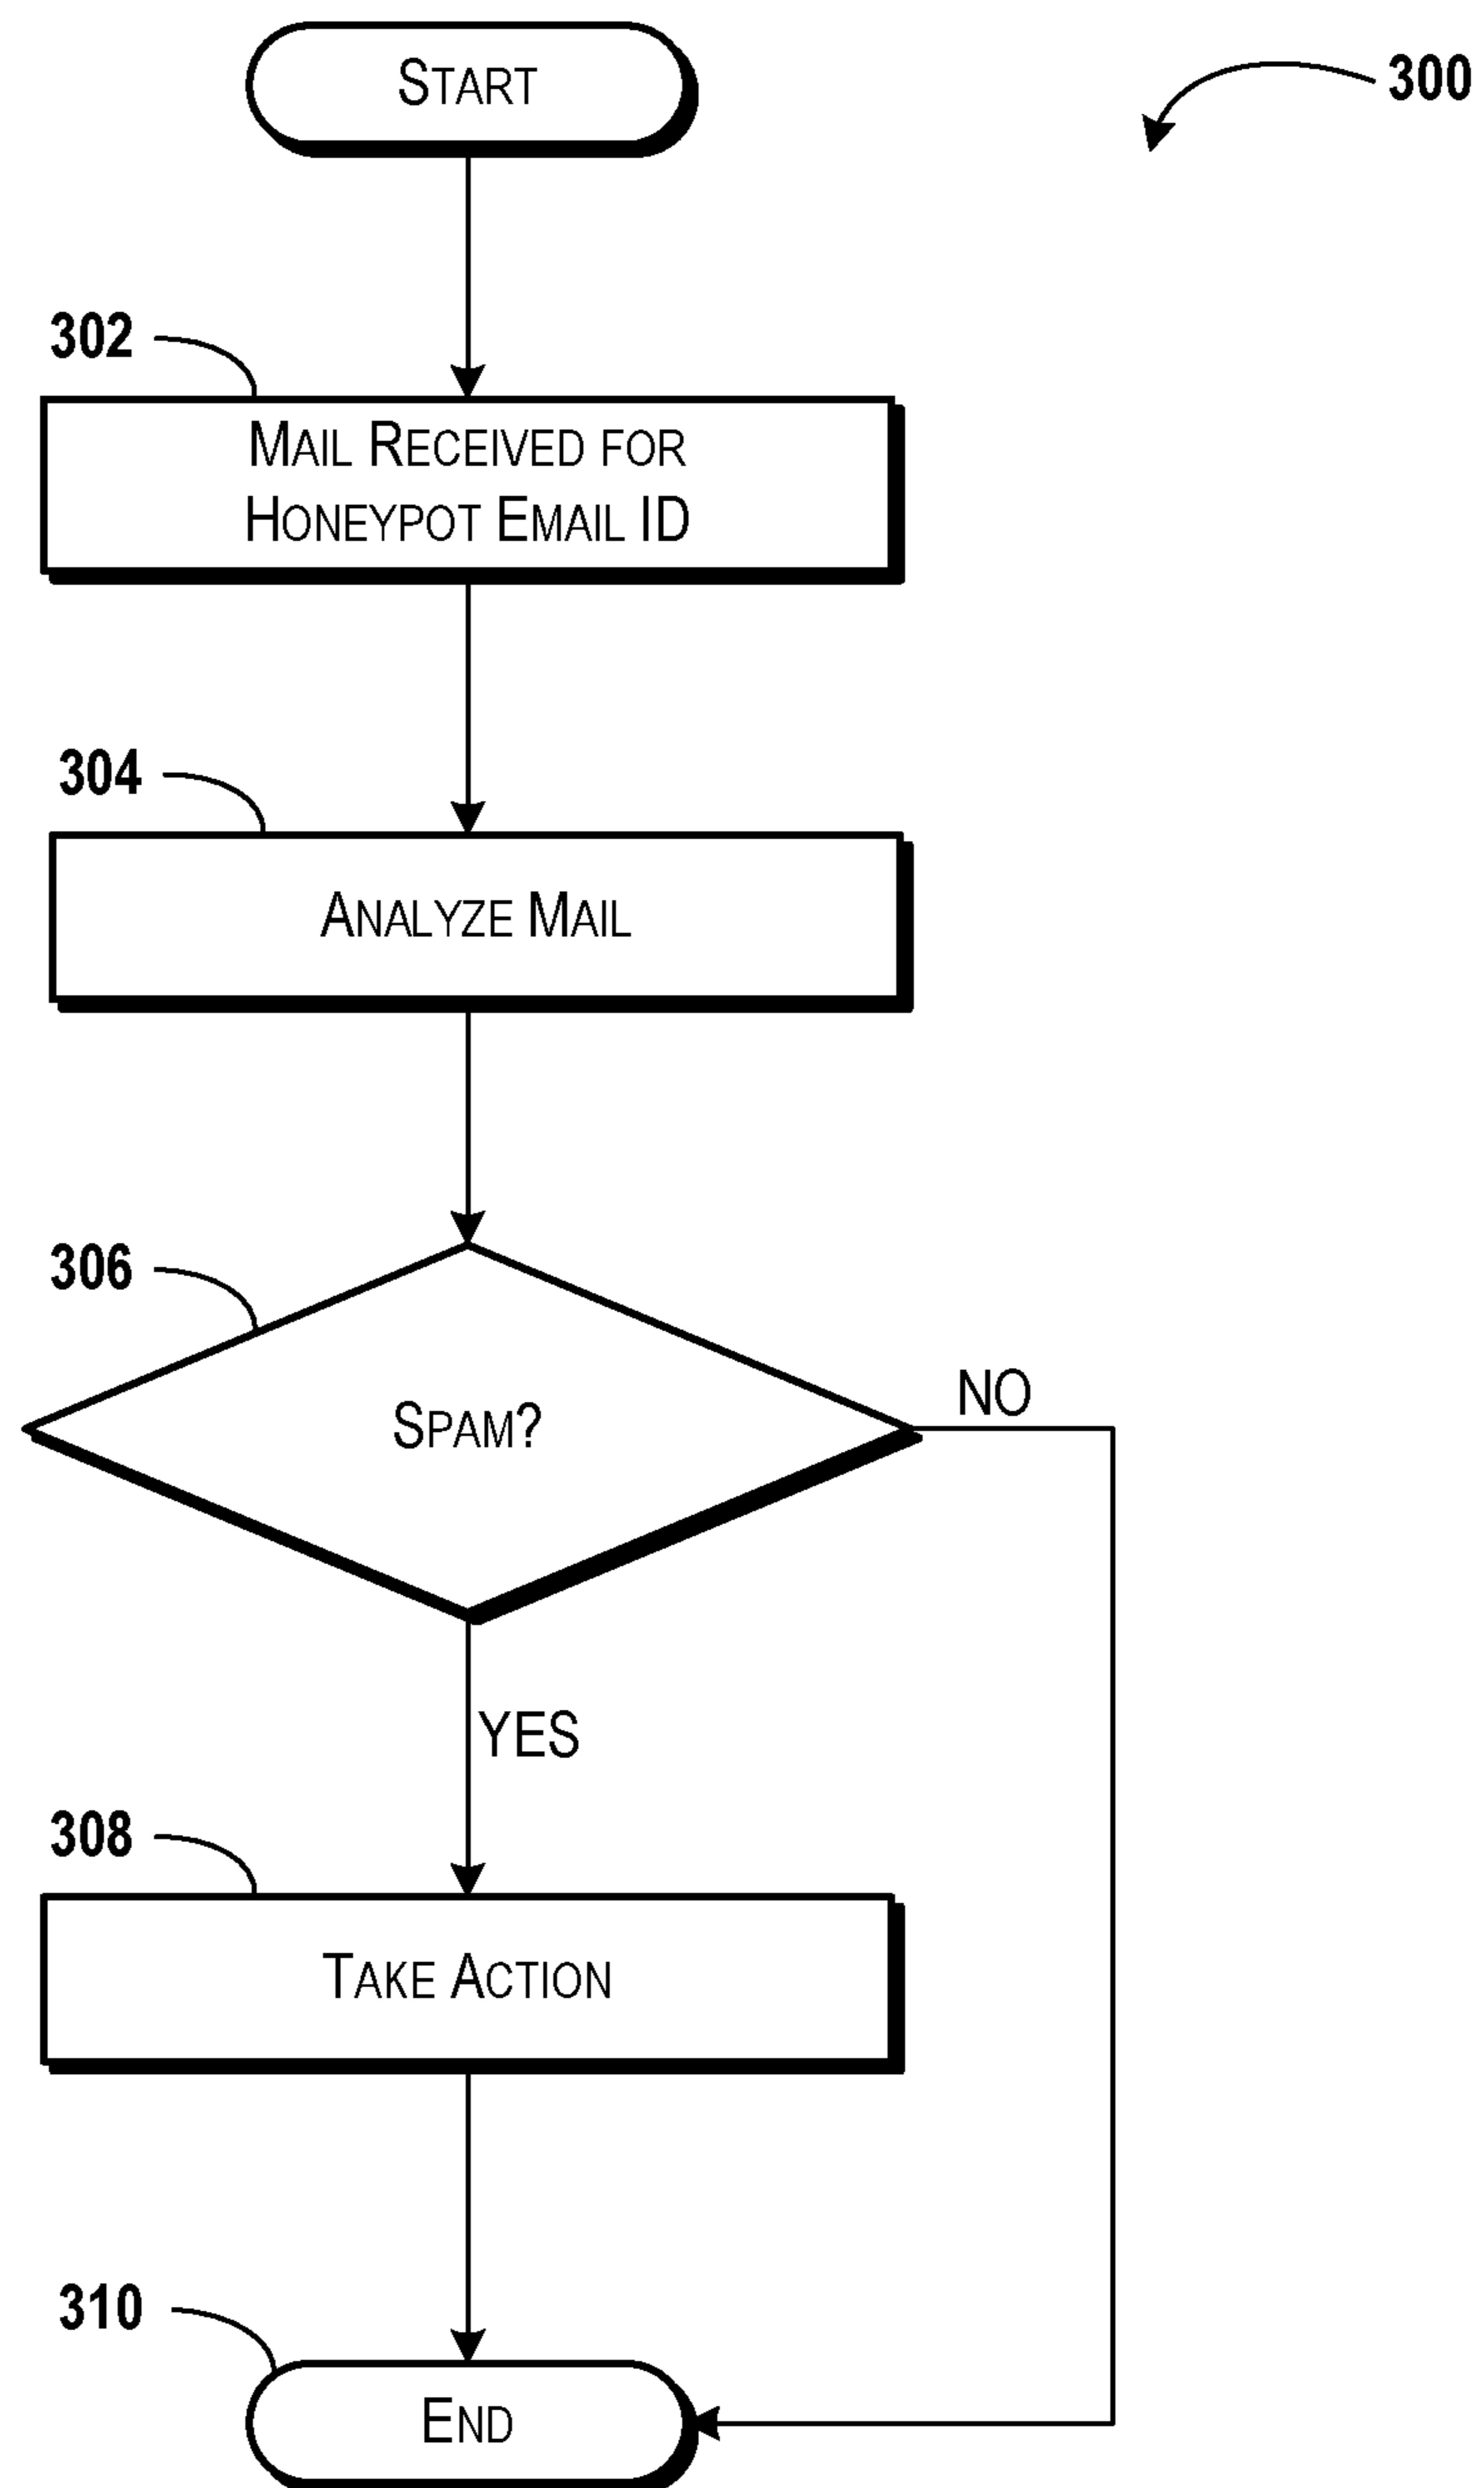 START
300
302
MAIL RECEIVED FOR
HONEYPOT EMAIL ID
304
ANALYZE MAIL
306
SPAM?
NO
YES
308
TAKE ACTION
310
END